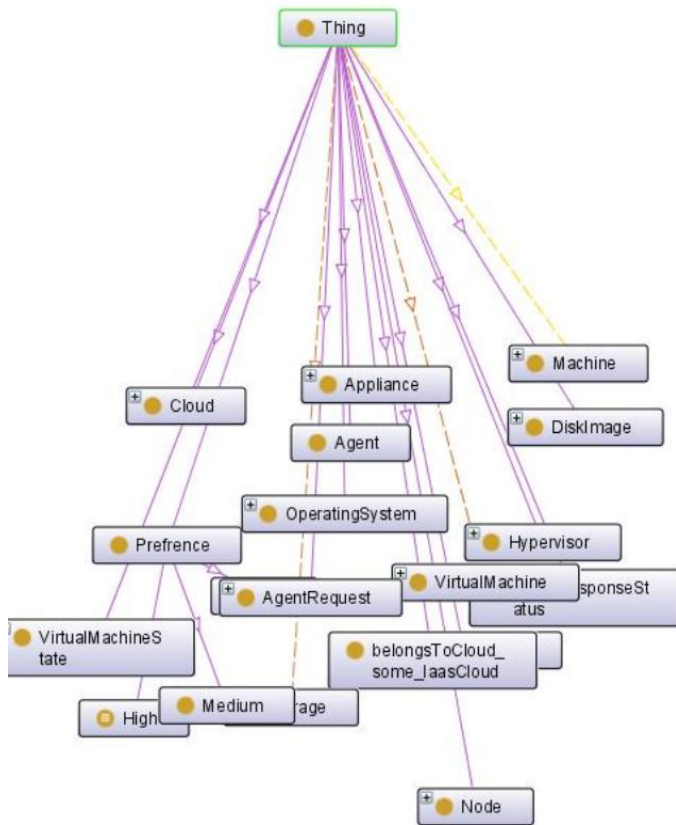 Thing
Machine
Appliance
Cloud
DiskImage
Agent
OperatingSystem
Prefrence
Hypervisor
VirtualMachine
AgentRequest
sponseSt
atus
VirtualMachineS
tate
belongsToCloud_
some_IaasCloud
High
Medium
rage
Node